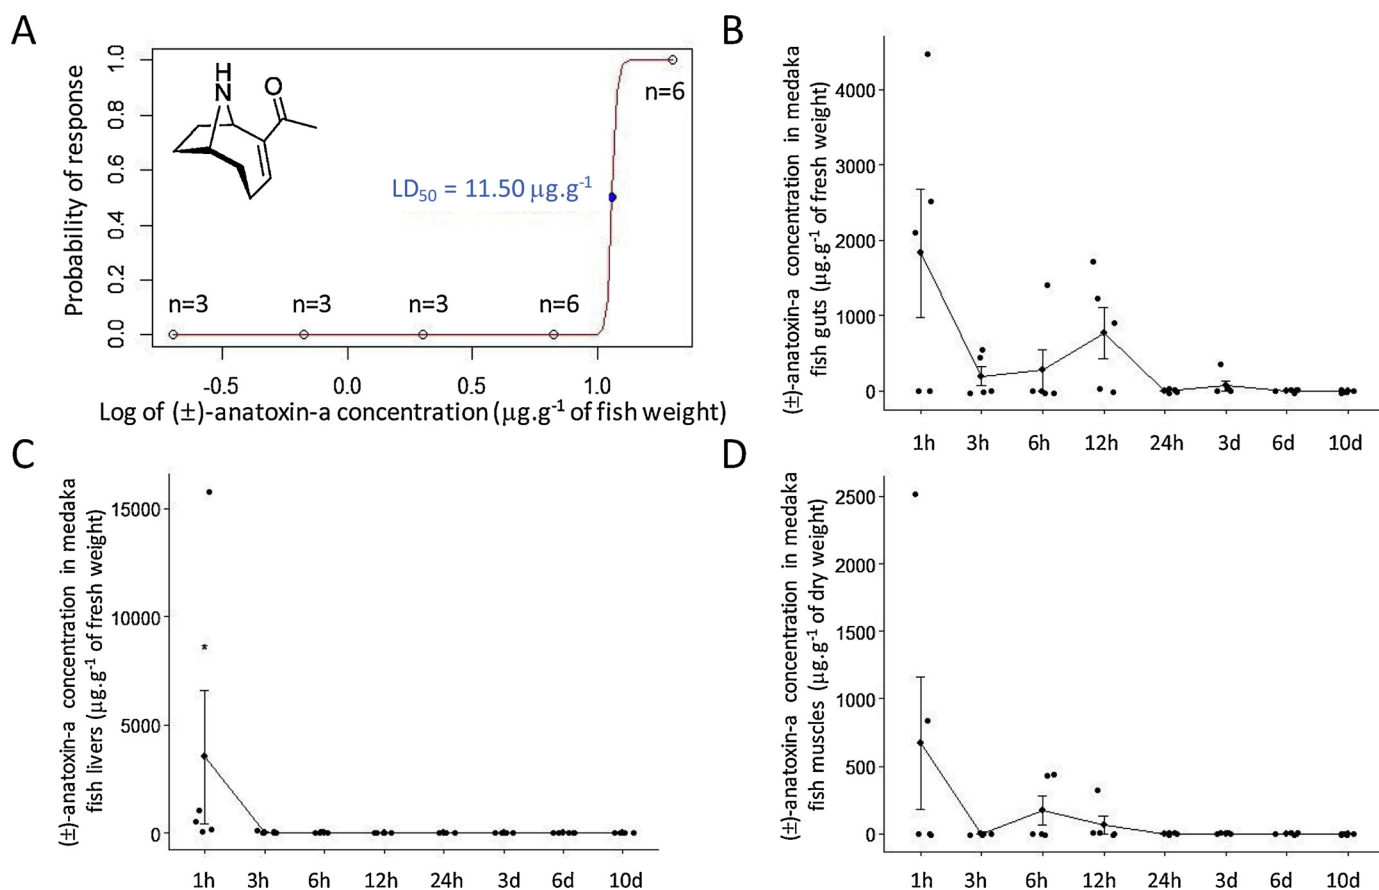 A
Probability of response
1.0
0.8
0.6
0.4
0.2
0.0
H
N
O
n=6
LD50 = 11.50 µg.g-1
n=3
n=3
n=3
n=6
-0.5
0.0
0.5
1.0
Log of (±)-anatoxin-a concentration (µg.g-1 of fish weight)
B
(±)-anatoxin-a concentration in medaka
fish guts (µg.g-1 of fresh weight)
4000
3000
2000
1000
0
1h 3h 6h 12h 24h 3d 6d 10d
C
(±)-anatoxin-a concentration in medaka
fish livers (µg.g-1 of fresh weight)
15000
10000
5000
0
*
1h 3h 6h 12h 24h 3d 6d 10d
D
(±)-anatoxin-a concentration in medaka
fish muscles (µg.g-1 of dry weight)
2500
2000
1500
1000
500
0
1h 3h 6h 12h 24h 3d 6d 10d